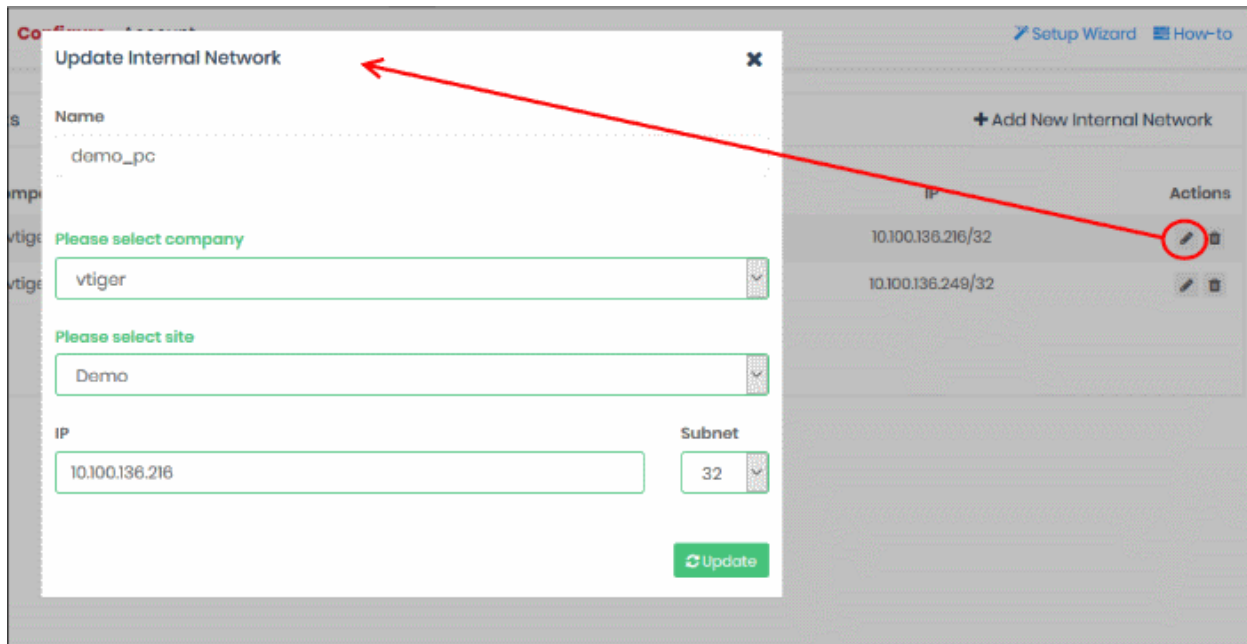 Configure Account
Setup Wizard How-to
Update Internal Network
s
+ Add New Internal Network
Name
demo_pc
IP
Actions
Please select company
10.100.136.216/32
vtiger
10.100.136.249/32
Please select site
Demo
IP
Subnet
10.100.136.216
32
Update